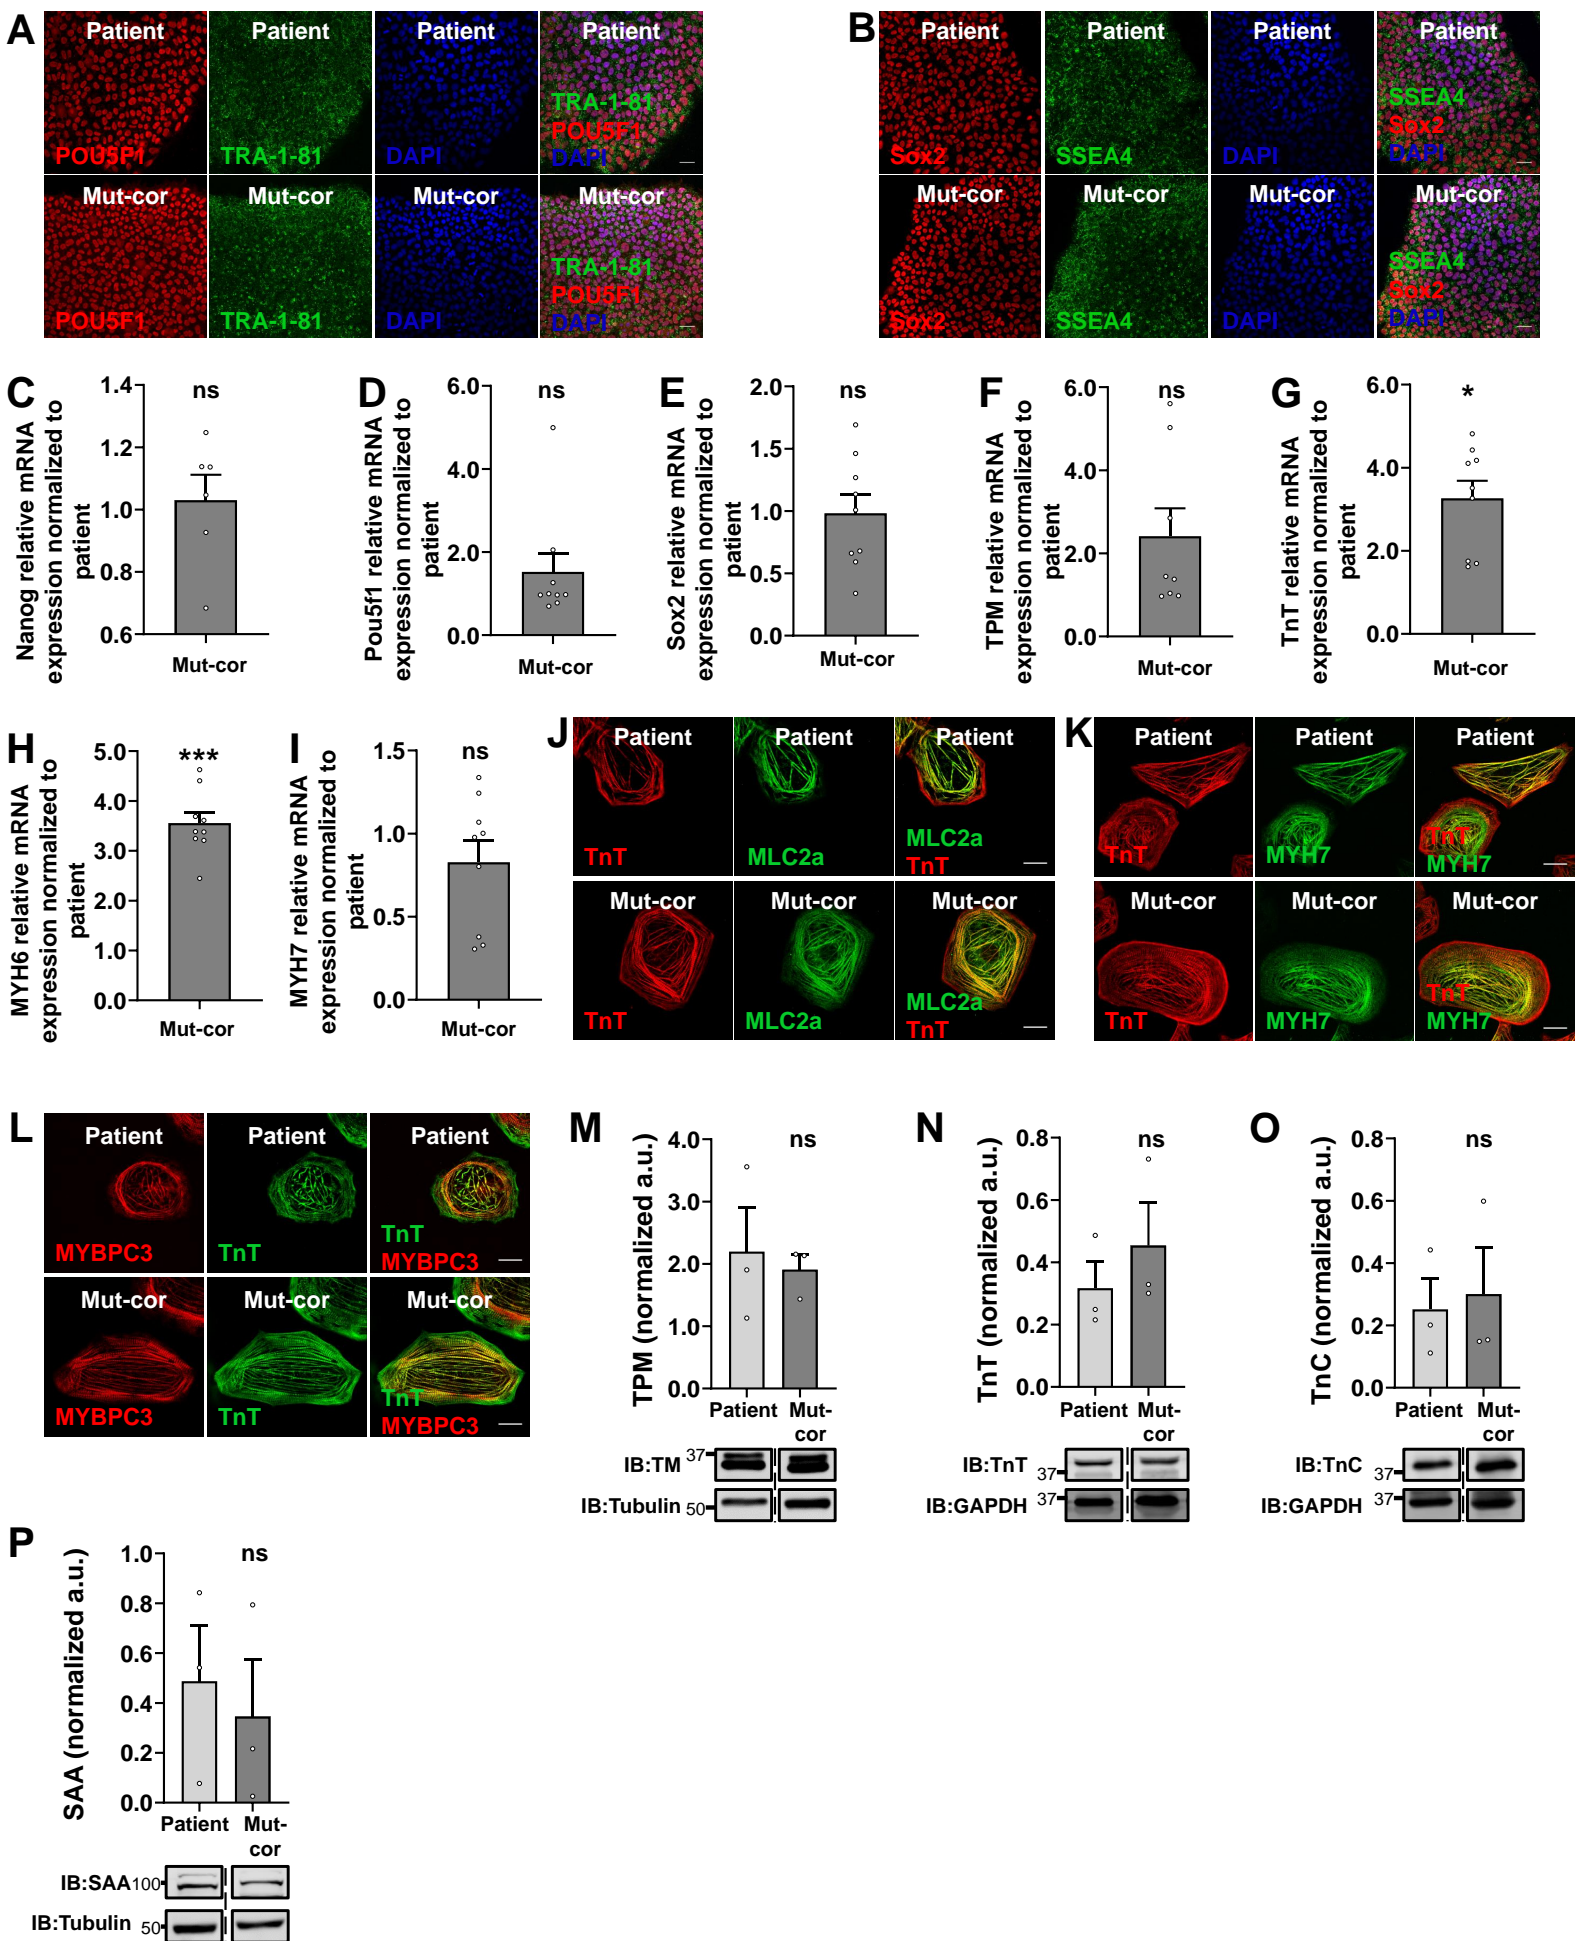 A
Patient
Patient
Patient
Patient
POU5F1
TRA-1-81
DAPI
TRA-1-81
POU5F1
DAPI
Mut-cor
Mut-cor
Mut-cor
Mut-cor
POU5F1
TRA-1-81
DAPI
TRA-1-81
POU5F1
DAPI
B
Patient
Patient
Patient
Patient
Sox2
SSEA4
DAPI
SSEA4
Sox2
DAPI
Mut-cor
Mut-cor
Mut-cor
Mut-cor
Sox2
SSEA4
DAPI
SSEA4
Sox2
DAPI
C
Nanog relative mRNA
expression normalized to
patient
1.4
1.2
1.0
0.8
0.6
ns
Mut-cor
D
Pou5f1 relative mRNA
expression normalized to
patient
6.0
4.0
2.0
0.0
ns
Mut-cor
E
Sox2 relative mRNA
expression normalized to
patient
2.0
1.5
1.0
0.5
0.0
ns
Mut-cor
F
TPM relative mRNA
expression normalized to
patient
6.0
4.0
2.0
0.0
ns
Mut-cor
G
TnT relative mRNA
expression normalized to
patient
6.0
4.0
2.0
0.0
*
Mut-cor
H
MYH6 relative mRNA
expression normalized to
patient
5.0
4.0
3.0
2.0
1.0
0.0
***
Mut-cor
I
MYH7 relative mRNA
expression normalized to
patient
1.5
1.0
0.5
0.0
ns
Mut-cor
J
Patient
Patient
Patient
TnT
MLC2a
MLC2a
TnT
Mut-cor
Mut-cor
Mut-cor
TnT
MLC2a
MLC2a
TnT
K
Patient
Patient
Patient
TnT
MYH7
TnT
MYH7
Mut-cor
Mut-cor
Mut-cor
TnT
MYH7
TnT
MYH7
L
Patient
Patient
Patient
MYBPC3
TnT
TnT
MYBPC3
Mut-cor
Mut-cor
Mut-cor
MYBPC3
TnT
TnT
MYBPC3
M
TPM (normalized a.u.)
4.0
3.0
2.0
1.0
0.0
ns
Patient
Mut-
cor
IB:TM
37
IB:Tubulin
50
N
TnT (normalized a.u.)
0.8
0.6
0.4
0.2
0.0
ns
Patient
Mut-
cor
IB:TnT
37
IB:GAPDH
37
O
TnC (normalized a.u.)
0.8
0.6
0.4
0.2
0.0
ns
Patient
Mut-
cor
IB:TnC
37
IB:GAPDH
37
P
SAA (normalized a.u.)
1.0
0.8
0.6
0.4
0.2
0.0
ns
Patient
Mut-
cor
IB:SAA
100
IB:Tubulin
50